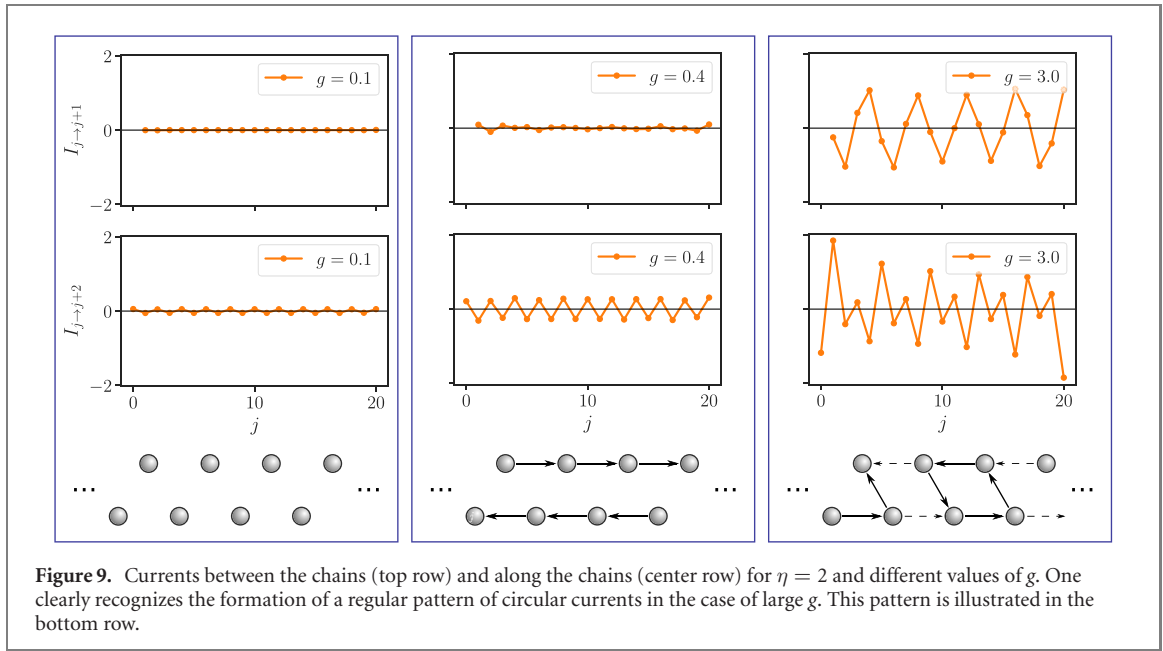 2
g = 0.1
g = 0.4
g = 3.0
I_{j→j+1}
0
−2
2
g = 0.1
g = 0.4
g = 3.0
I_{j→j+2}
0
−2
0 10 20
0 10 20
0 10 20
j
j
j
... ...
... ...
... ...
Figure 9. Currents between the chains (top row) and along the chains (center row) for η = 2 and different values of g. One
clearly recognizes the formation of a regular pattern of circular currents in the case of large g. This pattern is illustrated in the
bottom row.